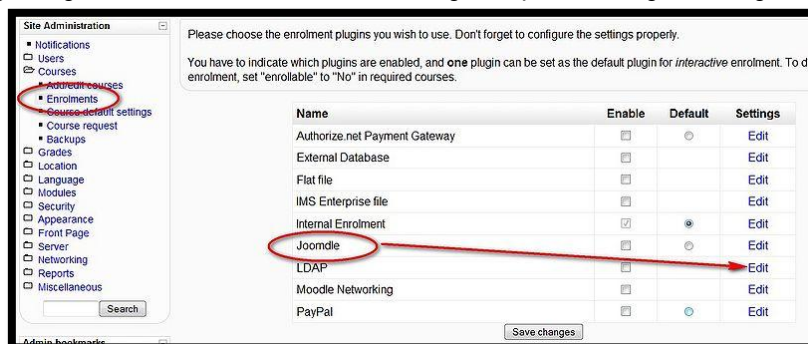 Site Administration
Notifications
Users
Courses
Add/edit courses
Enrolments
Course default settings
Course request
Backups
Grades
Location
Language
Modules
Security
Appearance
Front Page
Server
Networking
Reports
Miscellaneous
Search
Admin bookmarks
Please choose the enrolment plugins you wish to use. Don't forget to configure the settings properly.
You have to indicate which plugins are enabled, and one plugin can be set as the default plugin for interactive enrolment. To d
enrolment, set "enrollable" to "No" in required courses.
Name Enable Default Settings
Authorize.net Payment Gateway Edit
External Database Edit
Flat file Edit
IMS Enterprise file Edit
Internal Enrolment Edit
Joomdle Edit
LDAP Edit
Moodle Networking Edit
PayPal Edit
Save changes